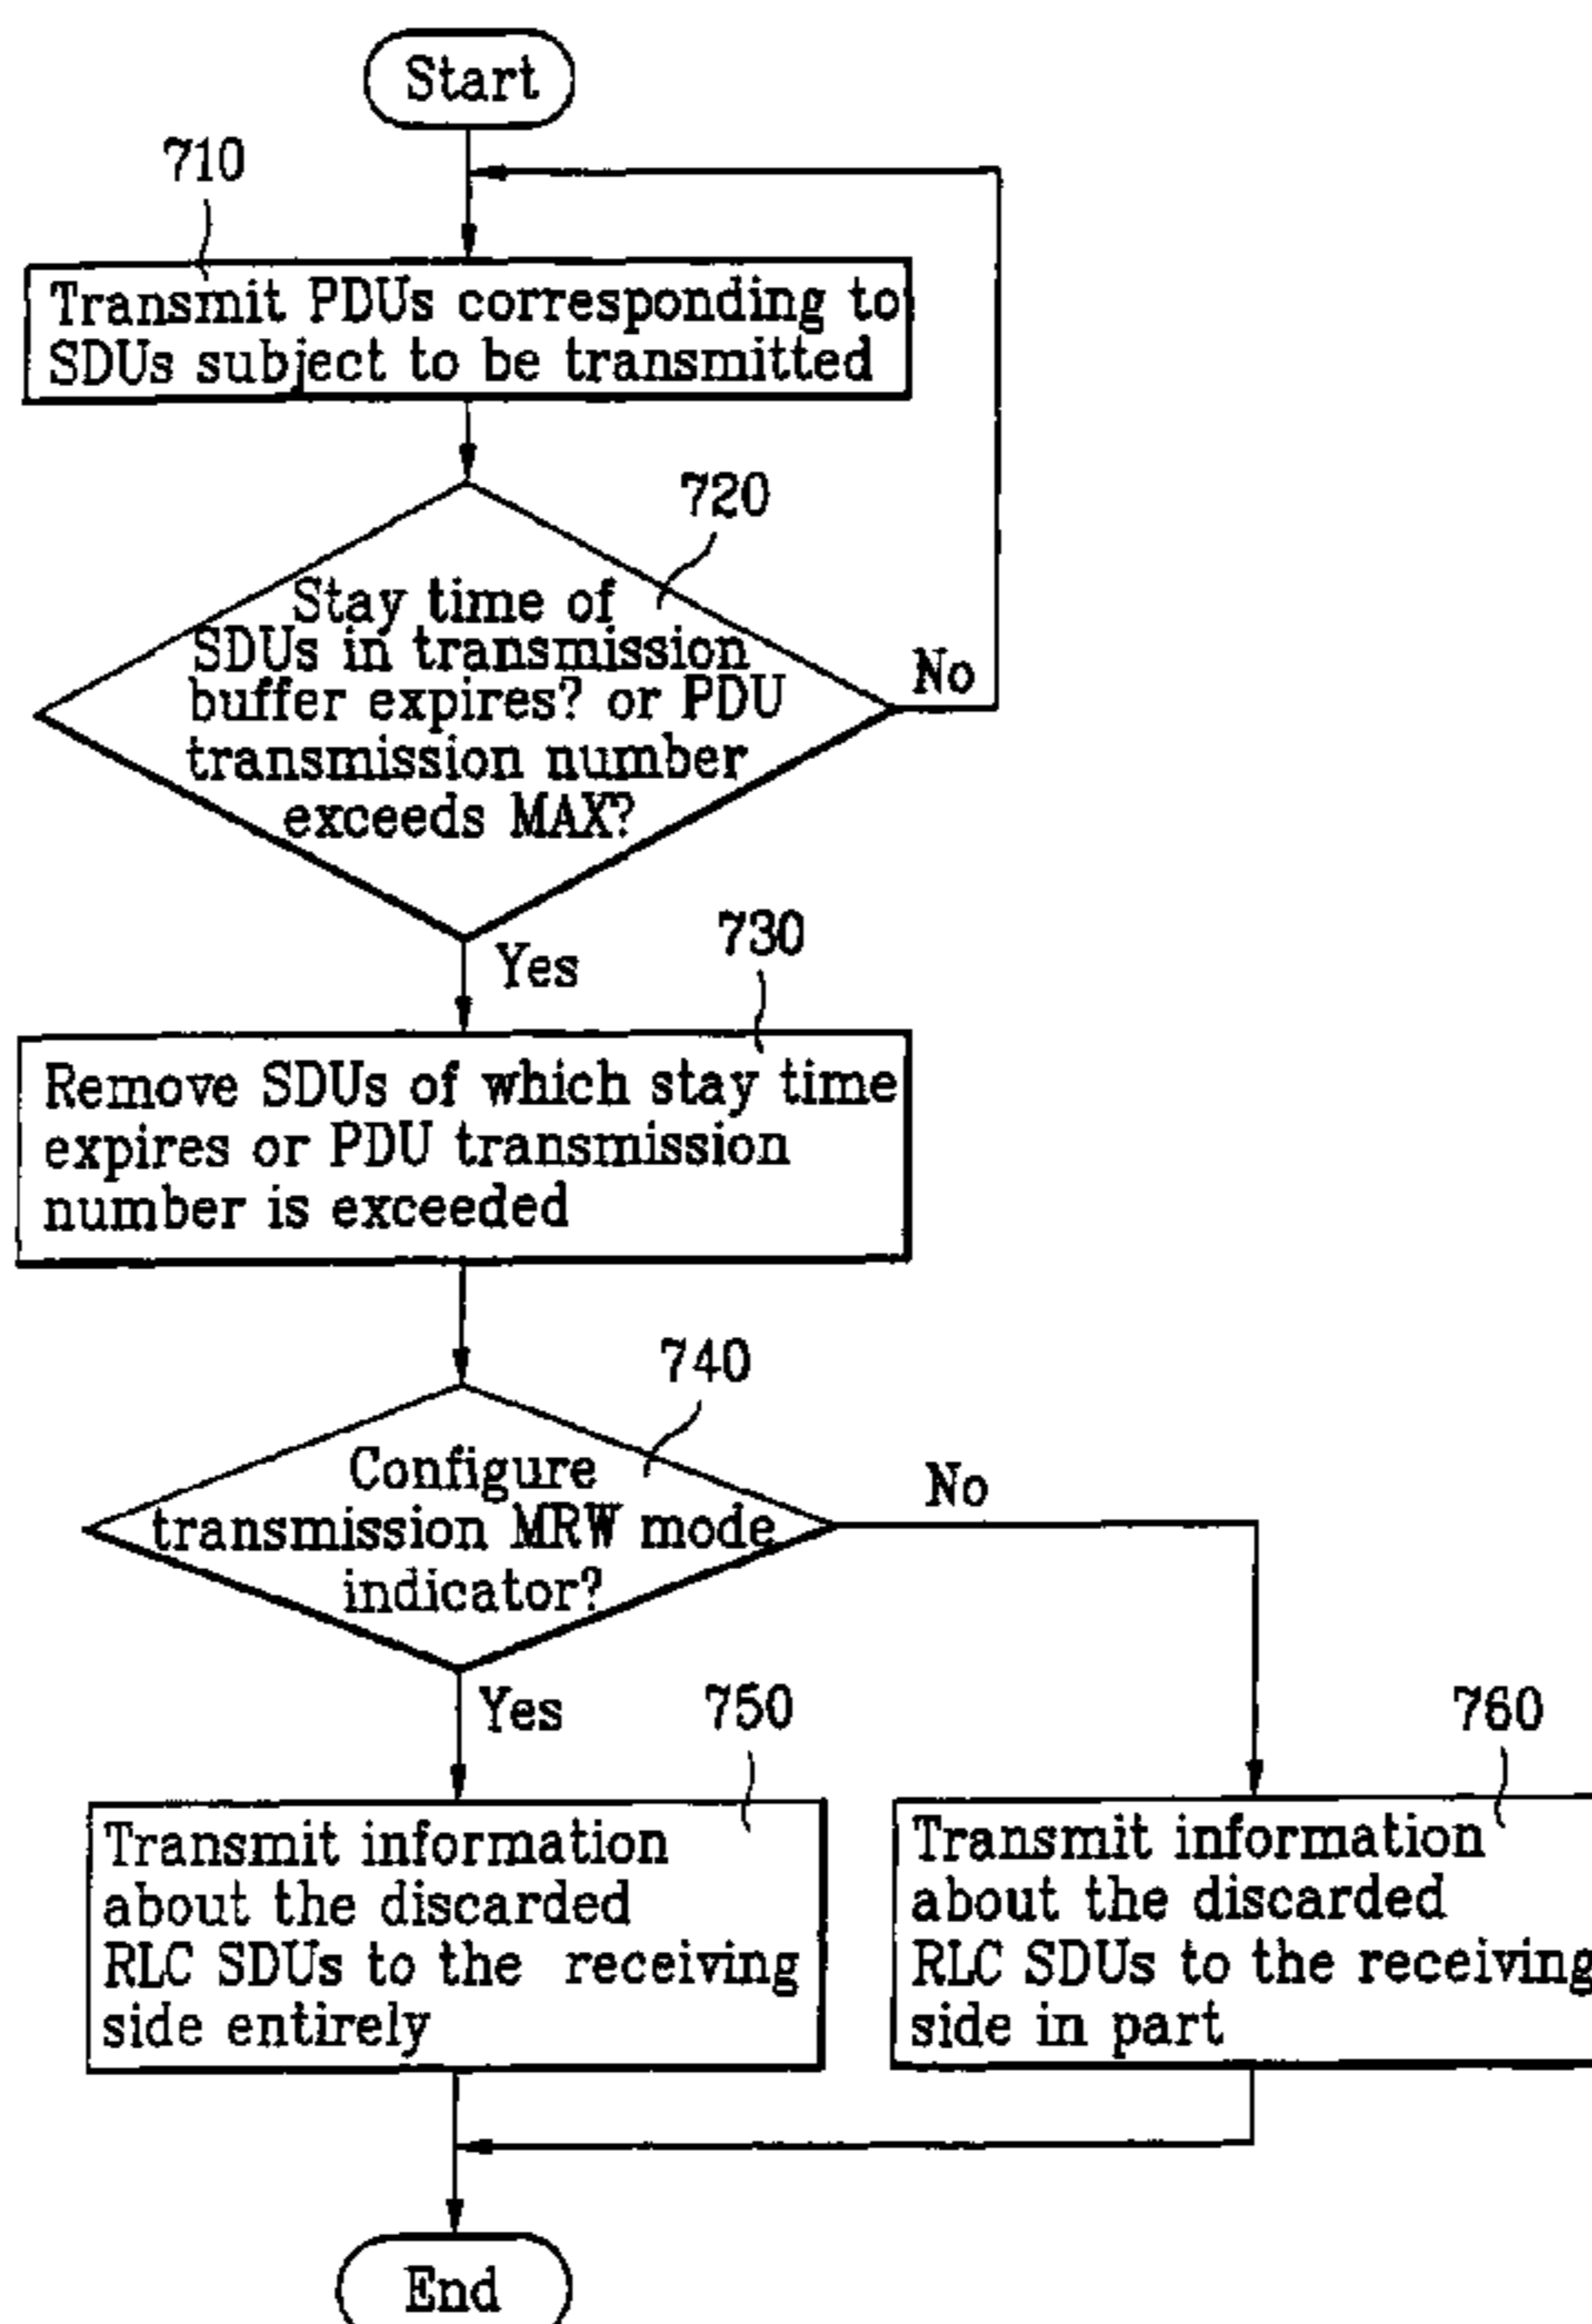 Start
710
Transmit PDUs corresponding to
SDUs subject to be transmitted
720
Stay time of
SDUs in transmission
buffer expires? or PDU
transmission number
exceeds MAX?
No
Yes
730
Remove SDUs of which stay time
expires or PDU transmission
number is exceeded
740
Configure
transmission MRW mode
indicator?
No
Yes
750
Transmit information
about the discarded
RLC SDUs to the receiving
side entirely
760
Transmit information
about the discarded
RLC SDUs to the receiving
side in part
End